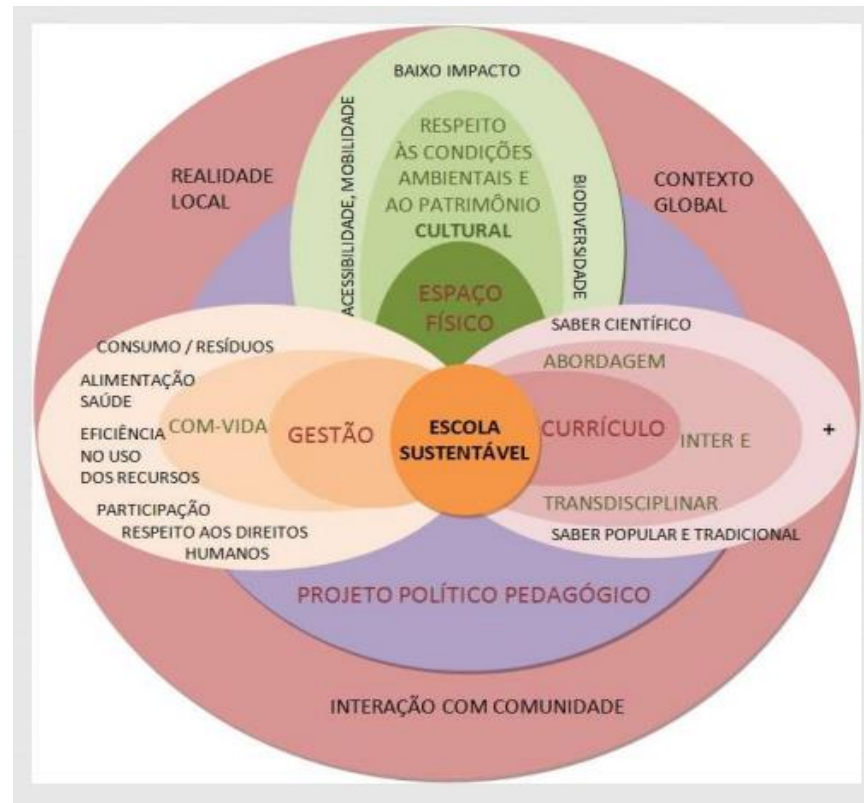 BAIXO IMPACTO
ACESSIBILIDADE, MOBILIDADE
RESPEITO
ÀS CONDIÇÕES
AMBIENTAIS E
AO PATRIMÔNIO
CULTURAL
BIODIVERSIDADE
REALIDADE
LOCAL
CONTEXTO
GLOBAL
ESPAÇO
FÍSICO
CONSUMO / RESÍDUOS
ALIMENTAÇÃO
SAÚDE
EFICIÊNCIA
NO USO
DOS RECURSOS
PARTICIPAÇÃO
RESPEITO AOS DIREITOS
HUMANOS
COM-VIDA
GESTÃO
ESCOLA
SUSTENTÁVEL
CURRÍCULO
SABER CIENTÍFICO
ABORDAGEM
INTER E
TRANSDISCIPLINAR
+
SABER POPULAR E TRADICIONAL
PROJETO POLÍTICO PEDAGÓGICO
INTERAÇÃO COM COMUNIDADE